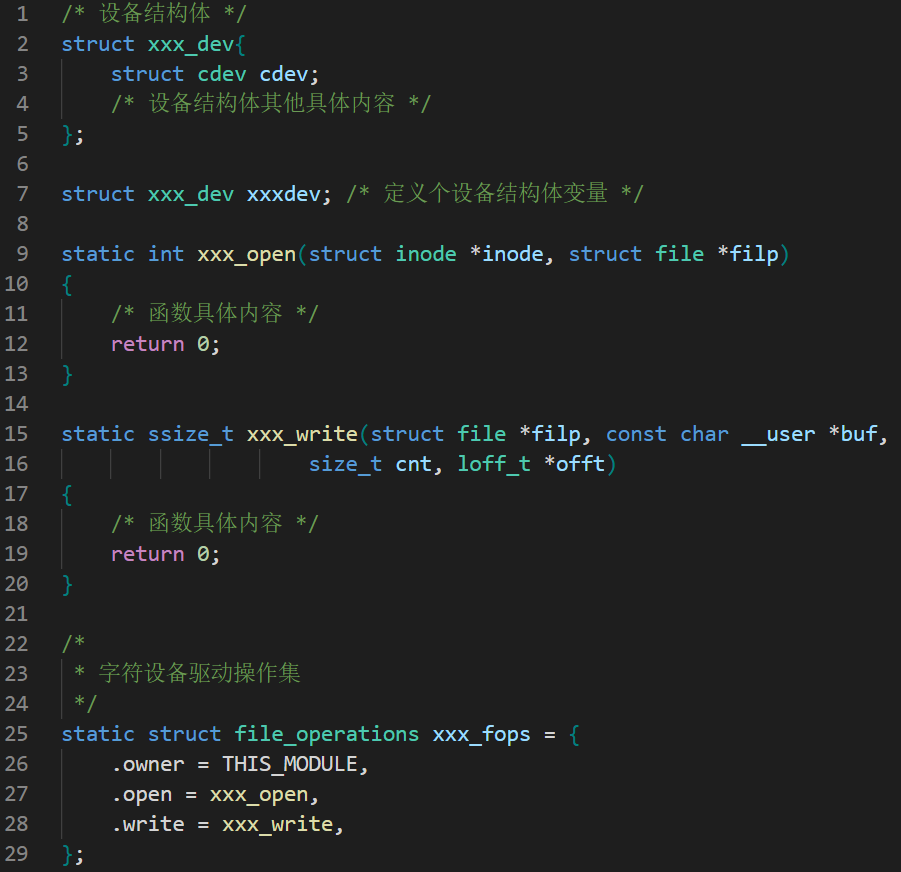 1 /* 设备结构体 */
2 struct xxx_dev{
3     struct cdev cdev;
4     /* 设备结构体其他具体内容 */
5 };
6
7 struct xxx_dev xxxdev; /* 定义个设备结构体变量 */
8
9 static int xxx_open(struct inode *inode, struct file *filp)
10 {
11     /* 函数具体内容 */
12     return 0;
13 }
14
15 static ssize_t xxx_write(struct file *filp, const char __user *buf,
16                     size_t cnt, loff_t *offt)
17 {
18     /* 函数具体内容 */
19     return 0;
20 }
21
22 /*
23  * 字符设备驱动操作集
24  */
25 static struct file_operations xxx_fops = {
26     .owner = THIS_MODULE,
27     .open = xxx_open,
28     .write = xxx_write,
29 };